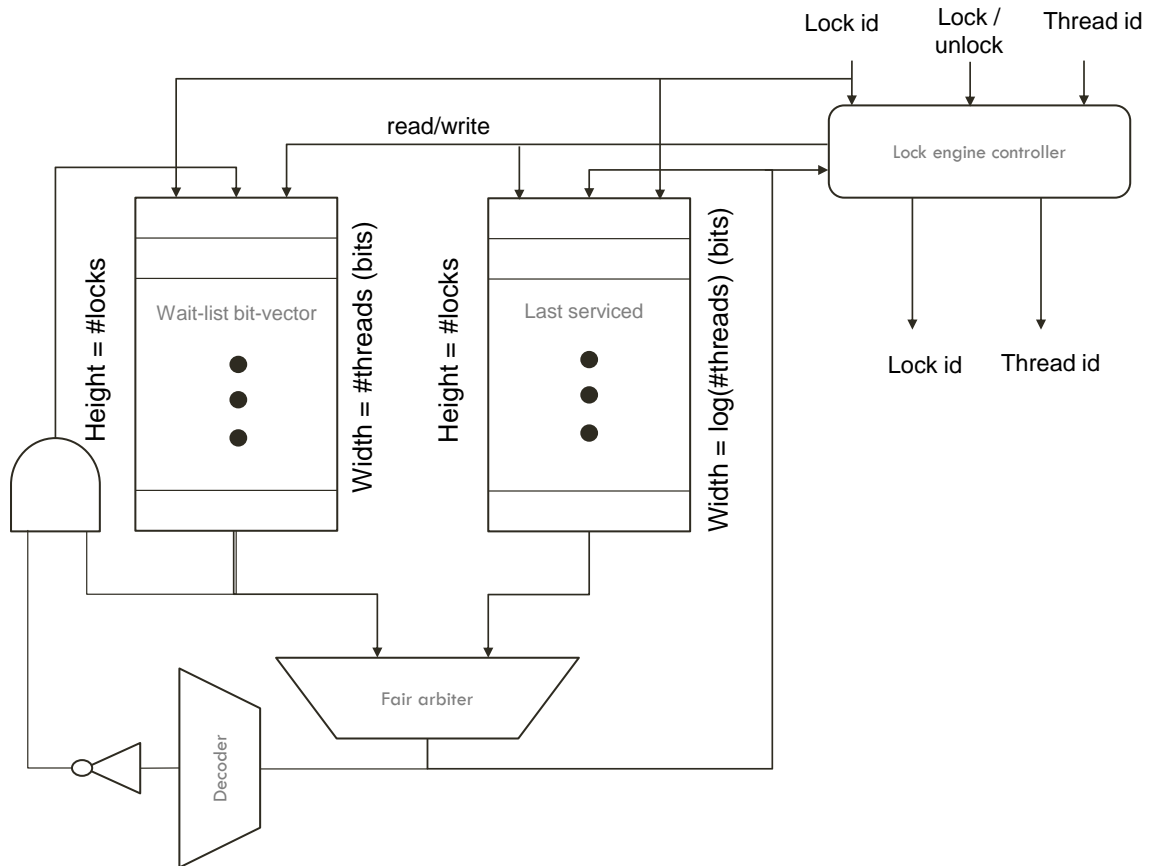 Lock id
Lock /
unlock
Thread id
read/write
Lock engine controller
Height = #locks
Wait-list bit-vector
Width = #threads (bits)
Height = #locks
Last serviced
Width = log(#threads) (bits)
Lock id
Thread id
Fair arbiter
Decoder